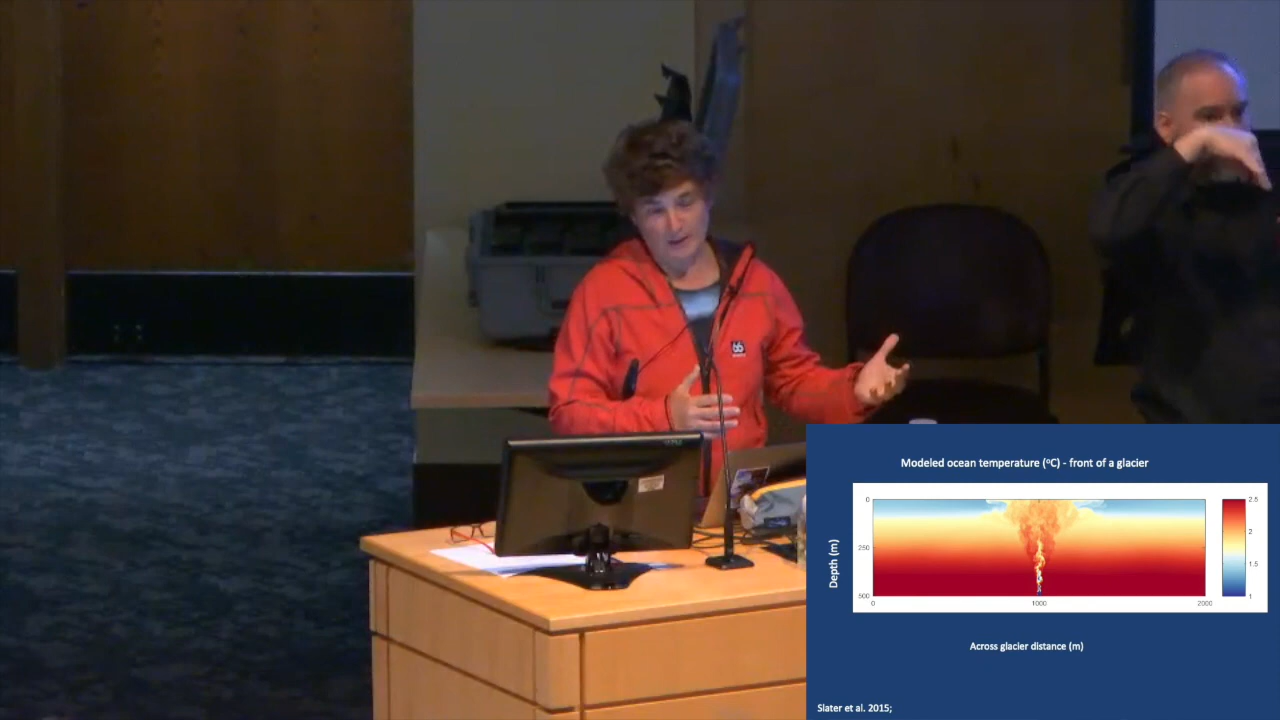 66
Modeled ocean temperature (°C) - front of a glacier
0
250
500
Depth (m)
0
1000
2000
2.5
2
1.5
1
Across glacier distance (m)
Slater et al. 2015;